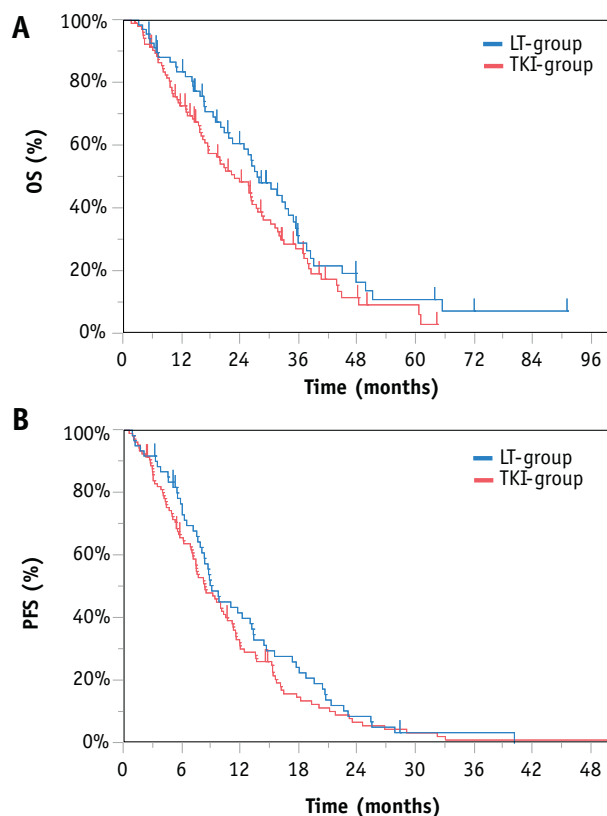 A
100%
80%
60%
40%
20%
0%
OS (%)
LT-group
TKI-group
0 12 24 36 48 60 72 84 96
Time (months)
B
100%
80%
60%
40%
20%
0%
PFS (%)
LT-group
TKI-group
0 6 12 18 24 30 36 42 48
Time (months)